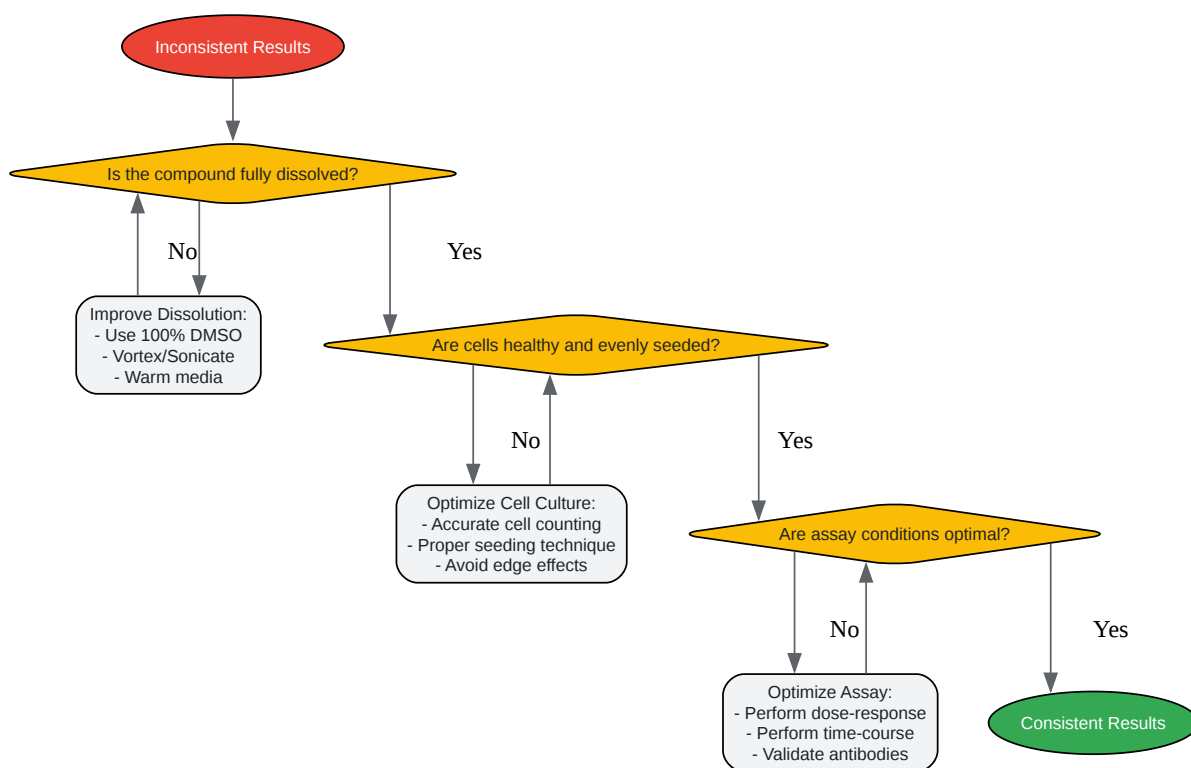 Inconsistent Results
Is the compound fully dissolved?
No
Yes
Improve Dissolution:
- Use 100% DMSO
- Vortex/Sonicate
- Warm media
Are cells healthy and evenly seeded?
No
Yes
Optimize Cell Culture:
- Accurate cell counting
- Proper seeding technique
- Avoid edge effects
Are assay conditions optimal?
No
Yes
Optimize Assay:
- Perform dose-response
- Perform time-course
- Validate antibodies
Consistent Results